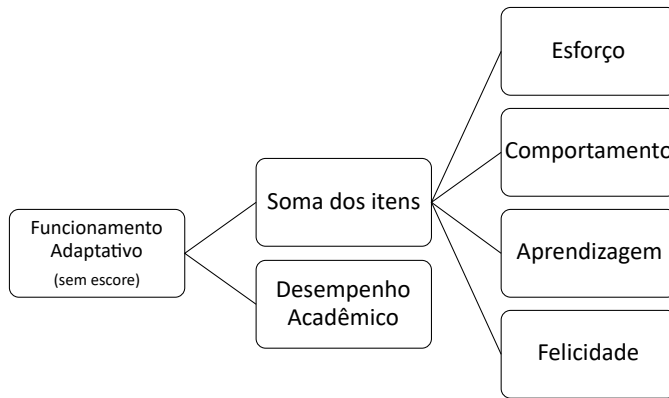 Funcionamento
Adaptativo
(sem escore)
Soma dos itens
Desempenho
Acadêmico
Esforço
Comportamento
Aprendizagem
Felicidade